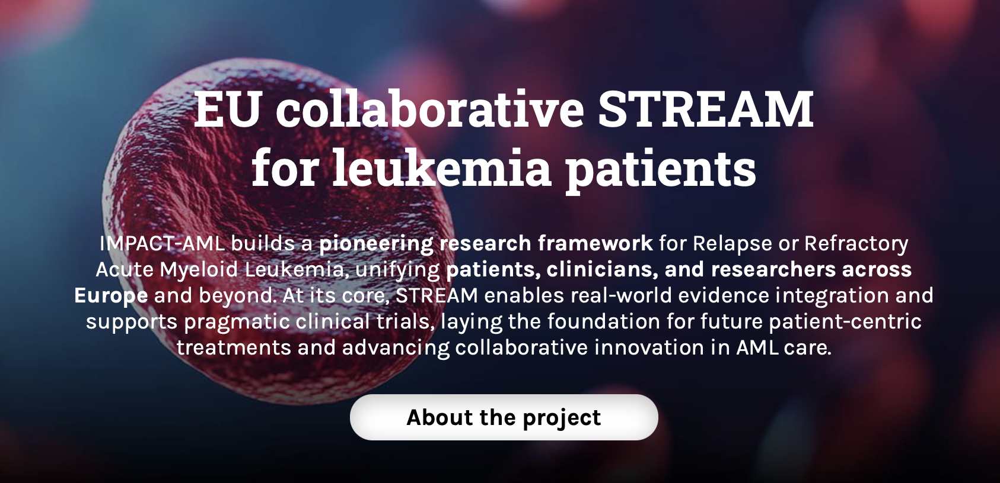 EU collaborative STREAM
for leukemia patients
IMPACT-AML builds a pioneering research framework for Relapse or Refractory
Acute Myeloid Leukemia, unifying patients, clinicians, and researchers across
Europe and beyond. At its core, STREAM enables real-world evidence integration and
supports pragmatic clinical trials, laying the foundation for future patient-centric
treatments and advancing collaborative innovation in AML care.
About the project